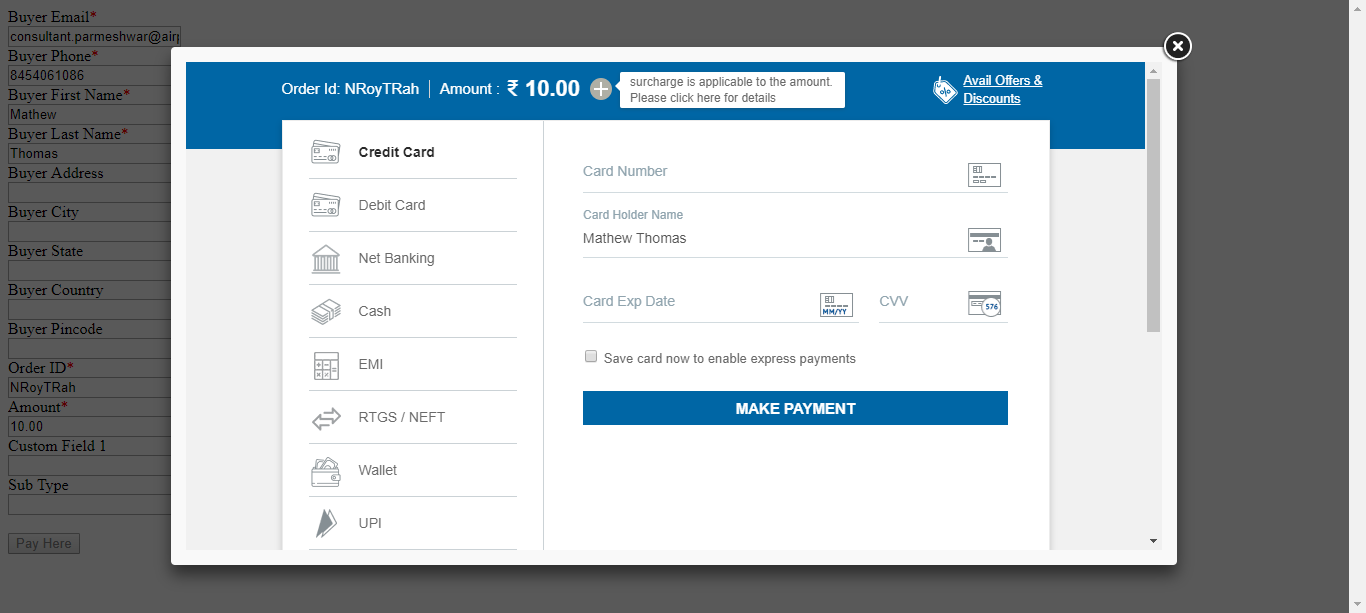 Buyer Email*
consultant.parmeshwar@air
Buyer Phone*
8454061086
Buyer First Name*
Mathew
Buyer Last Name*
Thomas
Buyer Address
Buyer City
Buyer State
Buyer Country
Buyer Pincode
Order ID*
NRoyTRah
Amount*
10.00
Custom Field 1
Sub Type
Pay Here
Order Id: NRoyTRah | Amount : ₹ 10.00
surcharge is applicable to the amount.
Please click here for details
%
Avail Offers &
Discounts
Credit Card
Debit Card
Net Banking
Cash
EMI
RTGS / NEFT
Wallet
UPI
Card Number
Card Holder Name
Mathew Thomas
Card Exp Date
MM/YY
CVV
576
Save card now to enable express payments
MAKE PAYMENT